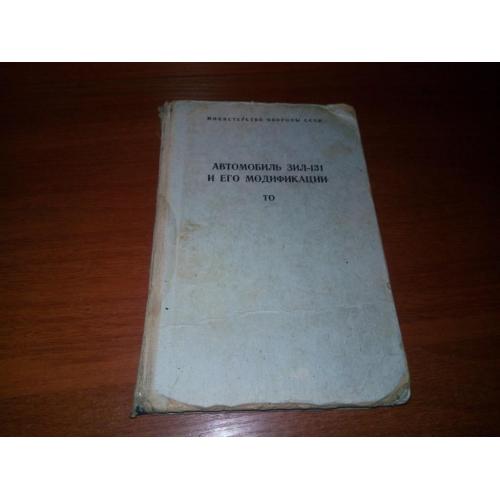 МИНИСТЕРСТВО ОБОРОНЫ СССР
АВТОМОБИЛЬ ЗИЛ-131
И ЕГО МОДИФИКАЦИИ
ТО